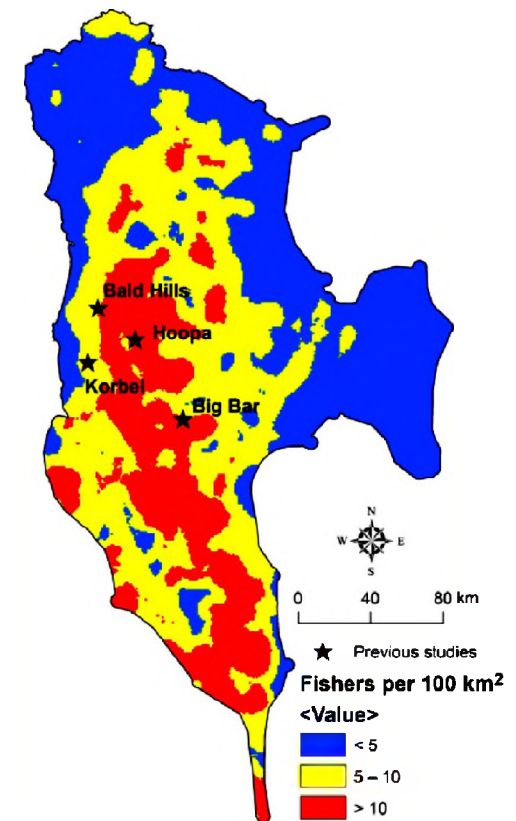 Bald Hills
Hoopa
Korbel
Big Bar
N
W E
S
0 40 80 km
Previous studies
Fishers per 100 km²
<Value>
< 5
5 – 10
> 10